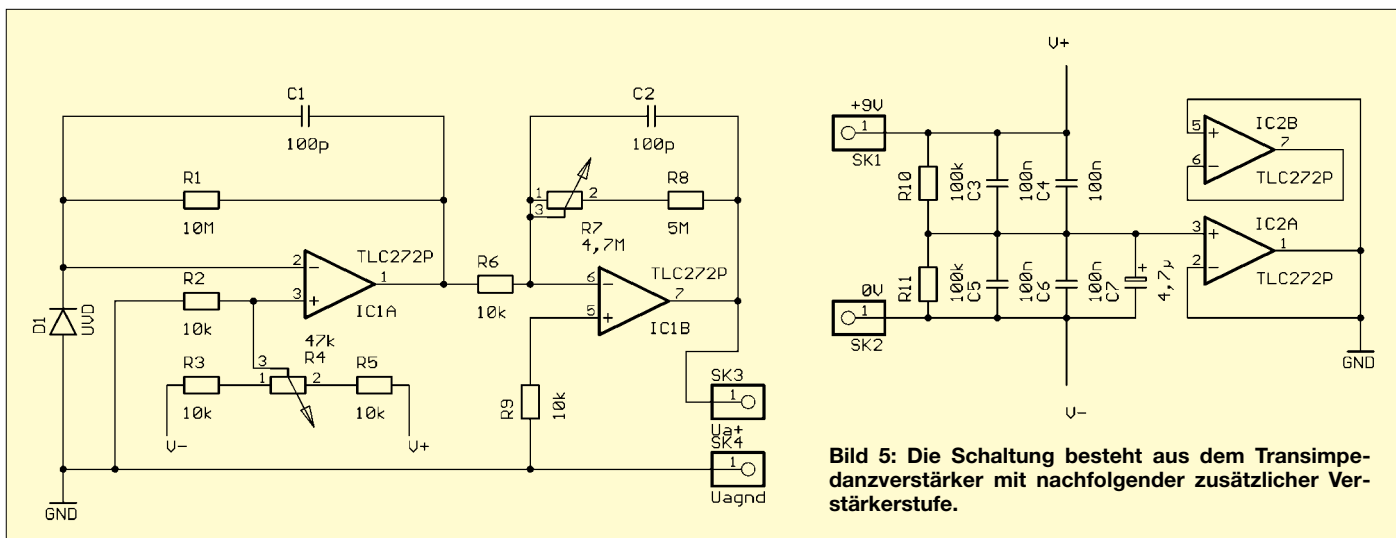 C1
100p
R1
10M
R2
10k
2
3
1
TLC272P
IC1A
D1
UVD
47k
R4
3
1
2
R3
10k
R5
10k
V-
V+
GND
R6
10k
C2
100p
1
2
3
R7
4,7M
R8
5M
6
5
7
TLC272P
IC1B
R9
10k
SK3
1
Ua+
SK4
1
Uagnd
V+
+9V
1
SK1
0V
1
SK2
R10
100k
C3
100n
C4
100n
R11
100k
C5
100n
C6
100n
C7
+
4,7µ
V-
5
6
7
IC2B
TLC272P
3
2
1
IC2A
TLC272P
GND
Bild 5: Die Schaltung besteht aus dem Transimpe-
danzverstärker mit nachfolgender zusätzlicher Ver-
stärkerstufe.